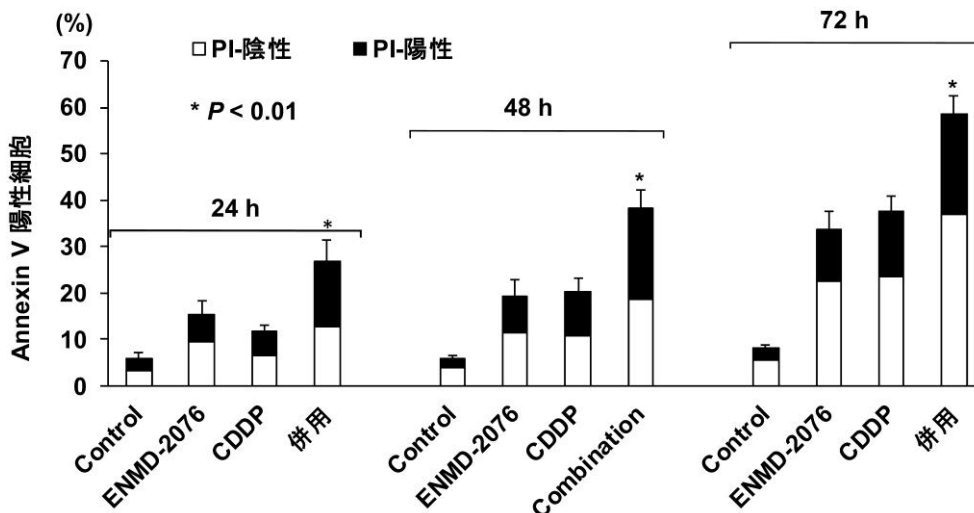 (%)
70
60
50
40
30
20
10
0
Annexin V 陽性細胞
PI-陰性 PI-陽性
* P < 0.01
24 h
48 h
72 h
*
*
*
Control
ENMD-2076
CDDP
併用
Control
ENMD-2076
CDDP
Combination
Control
ENMD-2076
CDDP
併用